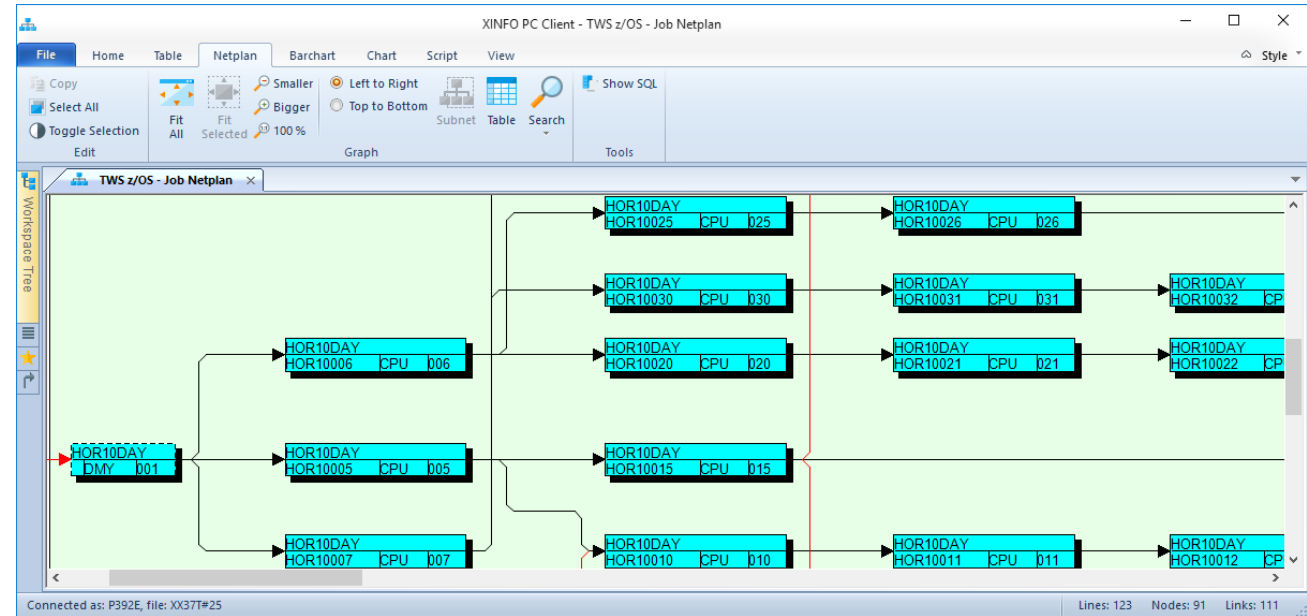 XINFO PC Client - TWS z/OS - Job Netplan
File Home Table Netplan Barchart Chart Script View Style
Copy
Select All
Toggle Selection
Edit
Fit All
Fit Selected
Smaller
Bigger
100 %
Left to Right
Top to Bottom
Subnet
Table
Search
Graph
Show SQL
Tools
TWS z/OS - Job Netplan
Workspace Tree
HOR10DAY
HOR10025 CPU 025
HOR10DAY
HOR10026 CPU 026
HOR10DAY
HOR10030 CPU 030
HOR10DAY
HOR10031 CPU 031
HOR10DAY
HOR10032 CP
HOR10DAY
HOR10006 CPU 006
HOR10DAY
HOR10020 CPU 020
HOR10DAY
HOR10021 CPU 021
HOR10DAY
HOR10022 CP
HOR10DAY
DMY 001
HOR10DAY
HOR10005 CPU 005
HOR10DAY
HOR10015 CPU 015
HOR10DAY
HOR10007 CPU 007
HOR10DAY
HOR10010 CPU 010
HOR10DAY
HOR10011 CPU 011
HOR10DAY
HOR10012 CP
Connected as: P392E, file: XX37T#25
Lines: 123 Nodes: 91 Links: 111